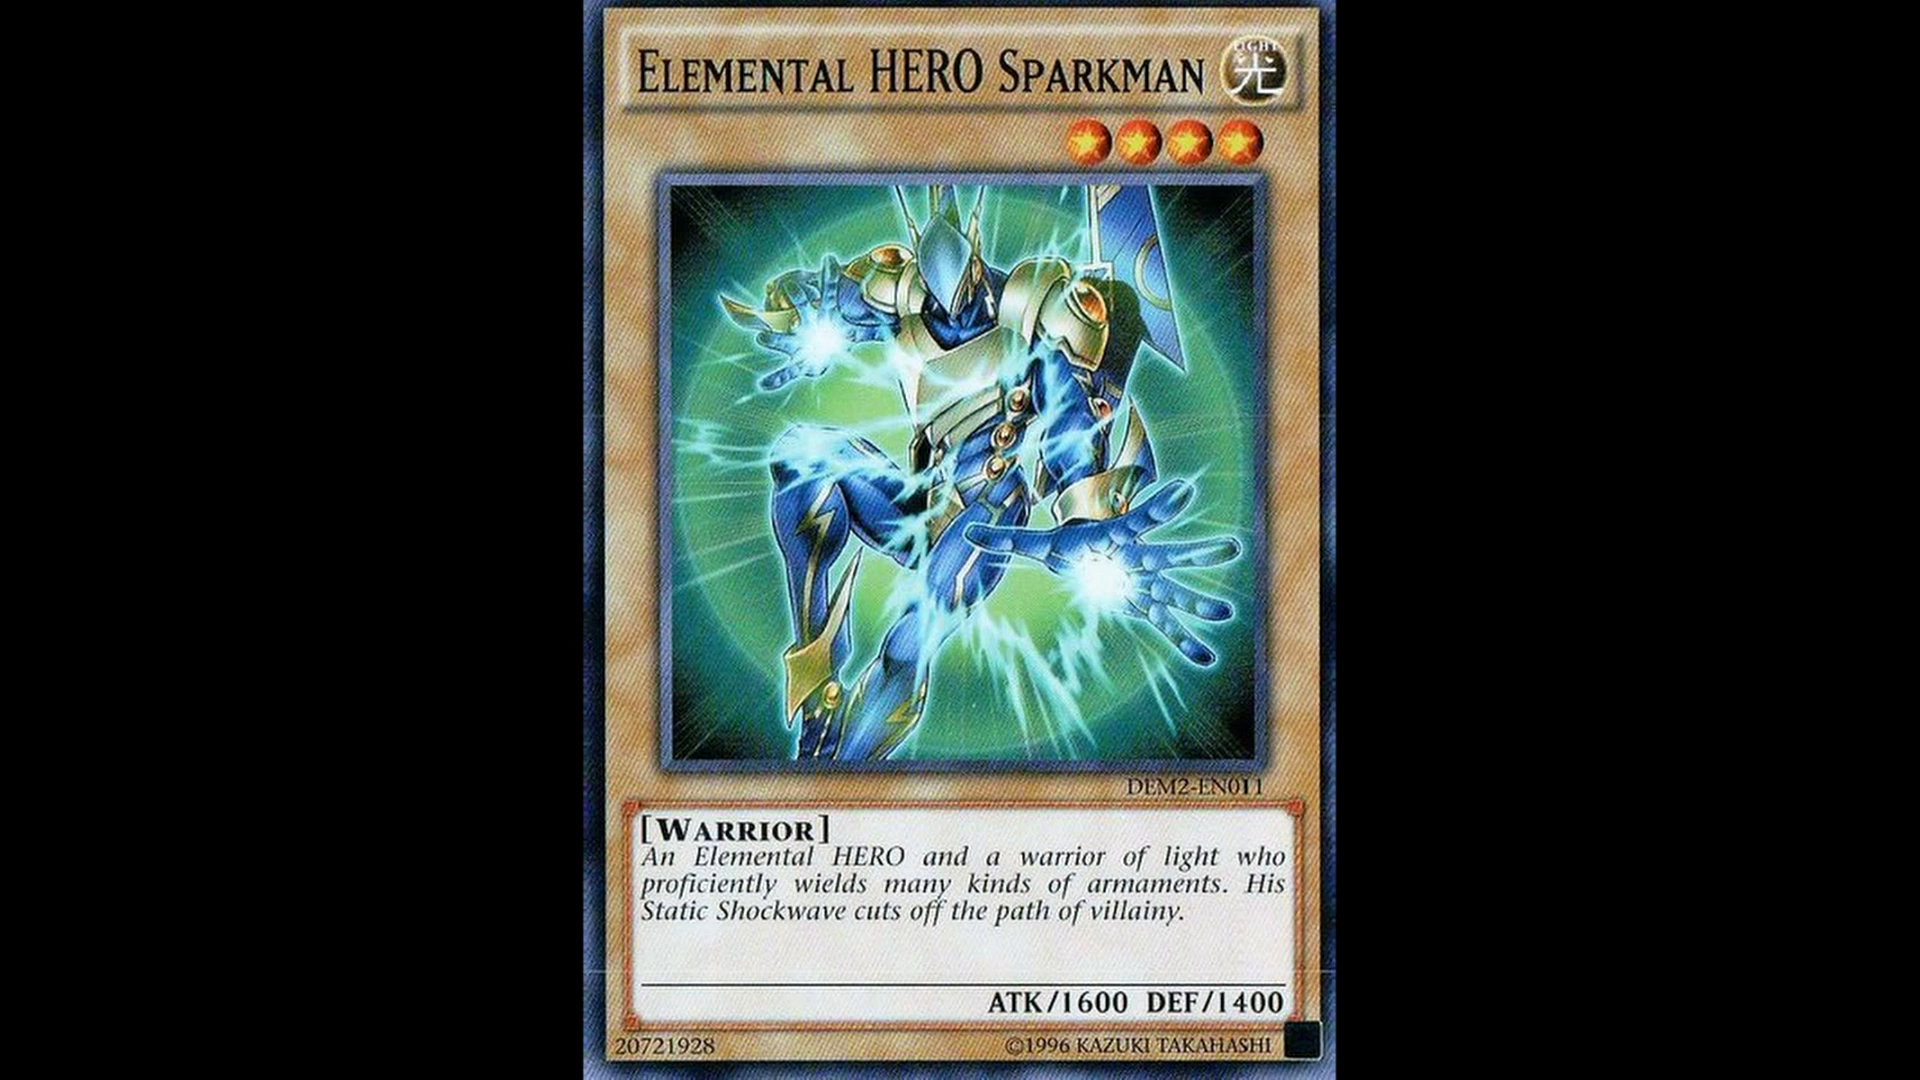 ELEMENTAL HERO SPARKMAN
LIGHT
光
DEM2-EN011
[WARRIOR]
An Elemental HERO and a warrior of light who
proficiently wields many kinds of armaments. His
Static Shockwave cuts off the path of villainy.
ATK/1600 DEF/1400
20721928
©1996 KAZUKI TAKAHASHI